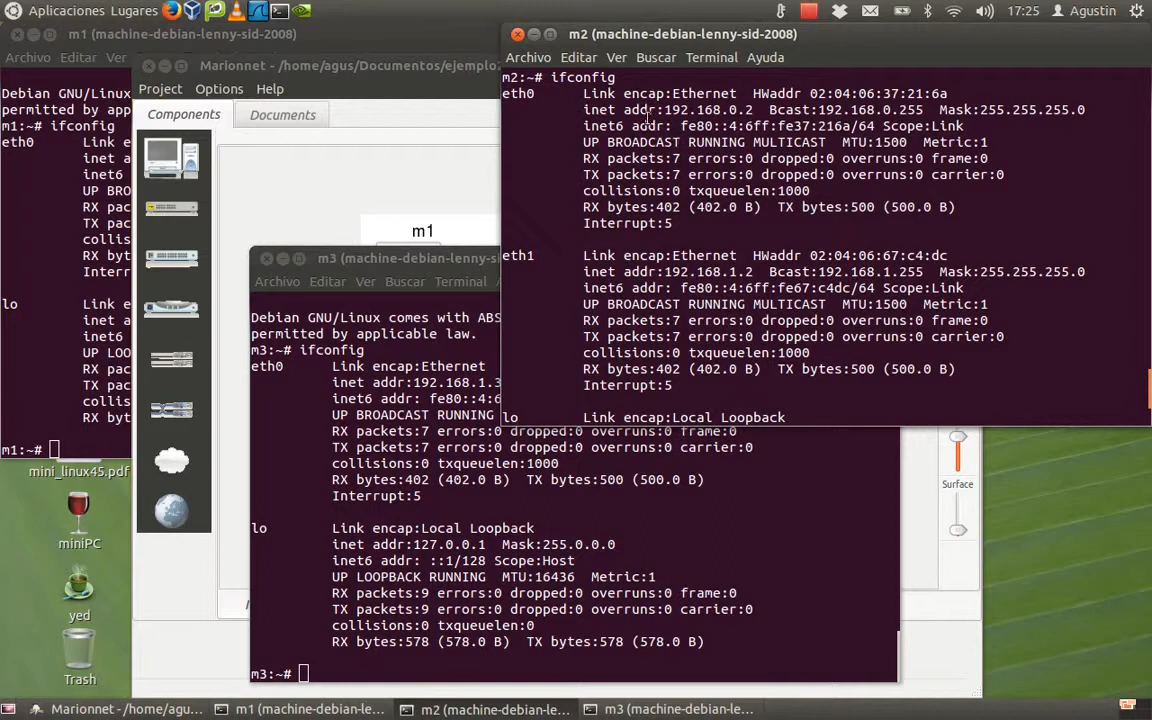 Aplicaciones Lugares
17:25 Agustin
m1 (machine-debian-lenny-sid-2008)
Archivo Editar Ver
Debian GNU/Linux
permitted by app
m1:~# ifconfig
eth0 Link e
inet a
inet6
UP BRO
RX pac
TX pac
collis
RX byt
Interr
lo Link e
inet a
inet6
UP LOO
RX pac
TX pac
collis
RX byt
m1:~#
Marionnet - /home/agus/Documentos/ejemplo
Project Options Help
Components Documents
m1
m2 (machine-debian-lenny-sid-2008)
Archivo Editar Ver Buscar Terminal Ayuda
m2:~# ifconfig
eth0 Link encap:Ethernet HWaddr 02:04:06:37:21:6a
inet addr:192.168.0.2 Bcast:192.168.0.255 Mask:255.255.255.0
inet6 addr: fe80::4:6ff:fe37:216a/64 Scope:Link
UP BROADCAST RUNNING MULTICAST MTU:1500 Metric:1
RX packets:7 errors:0 dropped:0 overruns:0 frame:0
TX packets:7 errors:0 dropped:0 overruns:0 carrier:0
collisions:0 txqueuelen:1000
RX bytes:402 (402.0 B) TX bytes:500 (500.0 B)
Interrupt:5
eth1 Link encap:Ethernet HWaddr 02:04:06:67:c4:dc
inet addr:192.168.1.2 Bcast:192.168.1.255 Mask:255.255.255.0
inet6 addr: fe80::4:6ff:fe67:c4dc/64 Scope:Link
UP BROADCAST RUNNING MULTICAST MTU:1500 Metric:1
RX packets:7 errors:0 dropped:0 overruns:0 frame:0
TX packets:7 errors:0 dropped:0 overruns:0 carrier:0
collisions:0 txqueuelen:1000
RX bytes:402 (402.0 B) TX bytes:500 (500.0 B)
Interrupt:5
lo Link encap:Local Loopback
m3 (machine-debian-lenny-si
Archivo Editar Ver Buscar Terminal
Debian GNU/Linux comes with ABS
permitted by applicable law.
m3:~# ifconfig
eth0 Link encap:Ethernet
inet addr:192.168.1.3
inet6 addr: fe80::4:6
UP BROADCAST RUNNING
RX packets:7 errors:0 dropped:0 overruns:0 frame:0
TX packets:7 errors:0 dropped:0 overruns:0 carrier:0
collisions:0 txqueuelen:1000
RX bytes:402 (402.0 B) TX bytes:500 (500.0 B)
Interrupt:5
lo Link encap:Local Loopback
inet addr:127.0.0.1 Mask:255.0.0.0
inet6 addr: ::1/128 Scope:Host
UP LOOPBACK RUNNING MTU:16436 Metric:1
RX packets:9 errors:0 dropped:0 overruns:0 frame:0
TX packets:9 errors:0 dropped:0 overruns:0 carrier:0
collisions:0 txqueuelen:0
RX bytes:578 (578.0 B) TX bytes:578 (578.0 B)
m3:~#
Surface
mini_linux45.pdf
miniPC
yed
Trash
Marionnet - /home/agu... m1 (machine-debian-le... m2 (machine-debian-le... m3 (machine-debian-le...